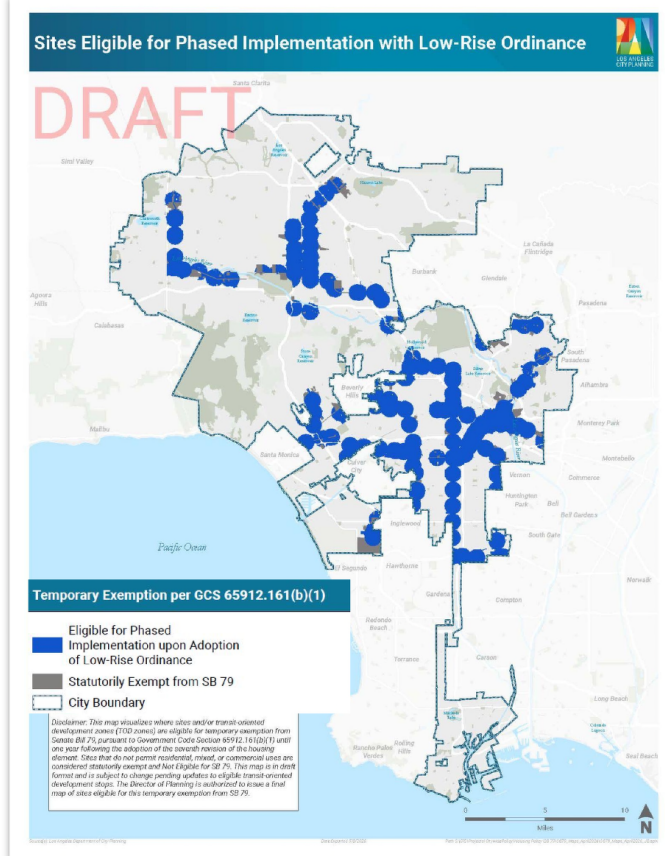 Sites Eligible for Phased Implementation with Low-Rise Ordinance
LOS ANGELES
CITY PLANNING
DRAFT
Santa Clarita
Simi Valley
La Cañada
Flintridge
Burbank
Glendale
Pasadena
Agoura
Hills
Calabasas
South
Pasadena
Alhambra
Beverly
Hills
Monterey Park
Malibu
Montebello
Santa Monica
Culver
City
Commerce
Vernon
Huntington
Park
Bell
Bell Gardens
Inglewood
Pacific Ocean
South Gate
El Segundo
Hawthorne
Norwalk
Temporary Exemption per GCS 65912.161(b)(1)
Gardena
Compton
Eligible for Phased
Implementation upon Adoption
of Low-Rise Ordinance
Redondo
Beach
Statutorily Exempt from SB 79
Torrance
Carson
City Boundary
Long Beach
Disclaimer: This map visualizes where sites and/or transit-oriented
development zones (TOD zones) are eligible for temporary exemption from
Senate Bill 79, pursuant to Government Code Section 65912.161(b)(1) until
one year following the adoption of the seventh revision of the housing
element. Sites that do not permit residential, mixed, or commercial uses are
considered statutorily exempt and Not Eligible for SB 79. This map is in draft
format and is subject to change pending updates to eligible transit-oriented
development stops. The Director of Planning is authorized to issue a final
map of sites eligible for this temporary exemption from SB 79.
Rancho Palos
Verdes
Rolling
Hills
Seal Beach
0
5
10
Miles
N